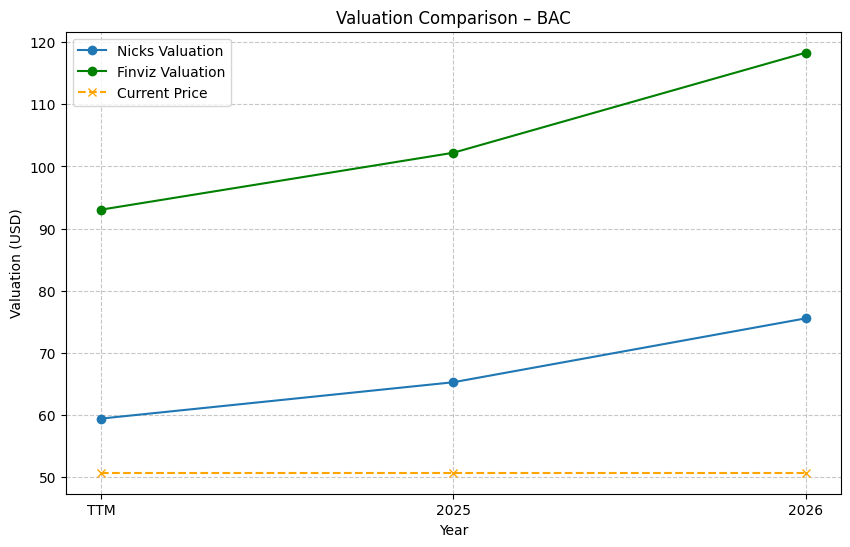 Valuation Comparison – BAC
Nicks Valuation
Finviz Valuation
Current Price
Valuation (USD)
120
110
100
90
80
70
60
50
TTM
2025
2026
Year